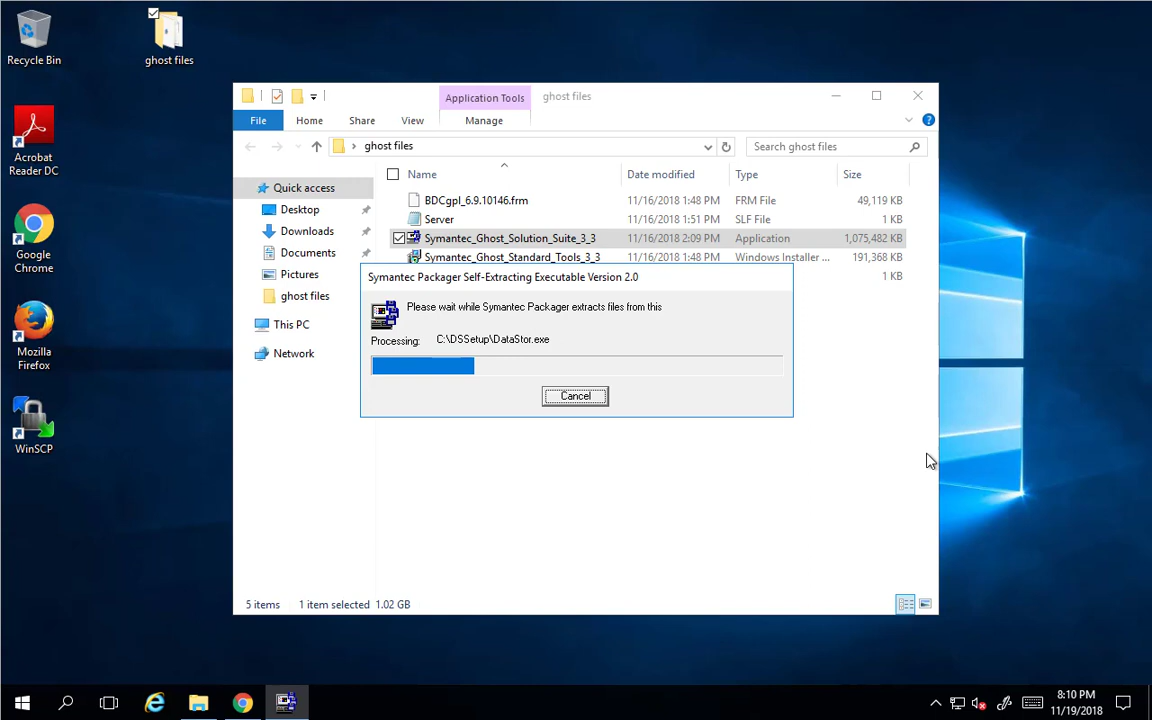 Recycle Bin
ghost files
Acrobat
Reader DC
Google
Chrome
Mozilla
Firefox
WinSCP
Application Tools
ghost files
File
Home
Share
View
Manage
ghost files
Search ghost files
Name
Date modified
Type
Size
Quick access
Desktop
Downloads
Documents
Pictures
ghost files
This PC
Network
BDCgpl_6.9.10146.frm 11/16/2018 1:48 PM FRM File 49,119 KB
Server 11/16/2018 1:51 PM SLF File 1 KB
Symantec_Ghost_Solution_Suite_3_3 11/16/2018 2:09 PM Application 1,075,482 KB
Symantec_Ghost_Standard_Tools_3_3 11/16/2018 1:48 PM Windows Installer ... 191,368 KB
1 KB
Symantec Packager Self-Extracting Executable Version 2.0
Please wait while Symantec Packager extracts files from this
Processing: C:\DSSetup\DataStor.exe
Cancel
5 items 1 item selected 1.02 GB
8:10 PM
11/19/2018